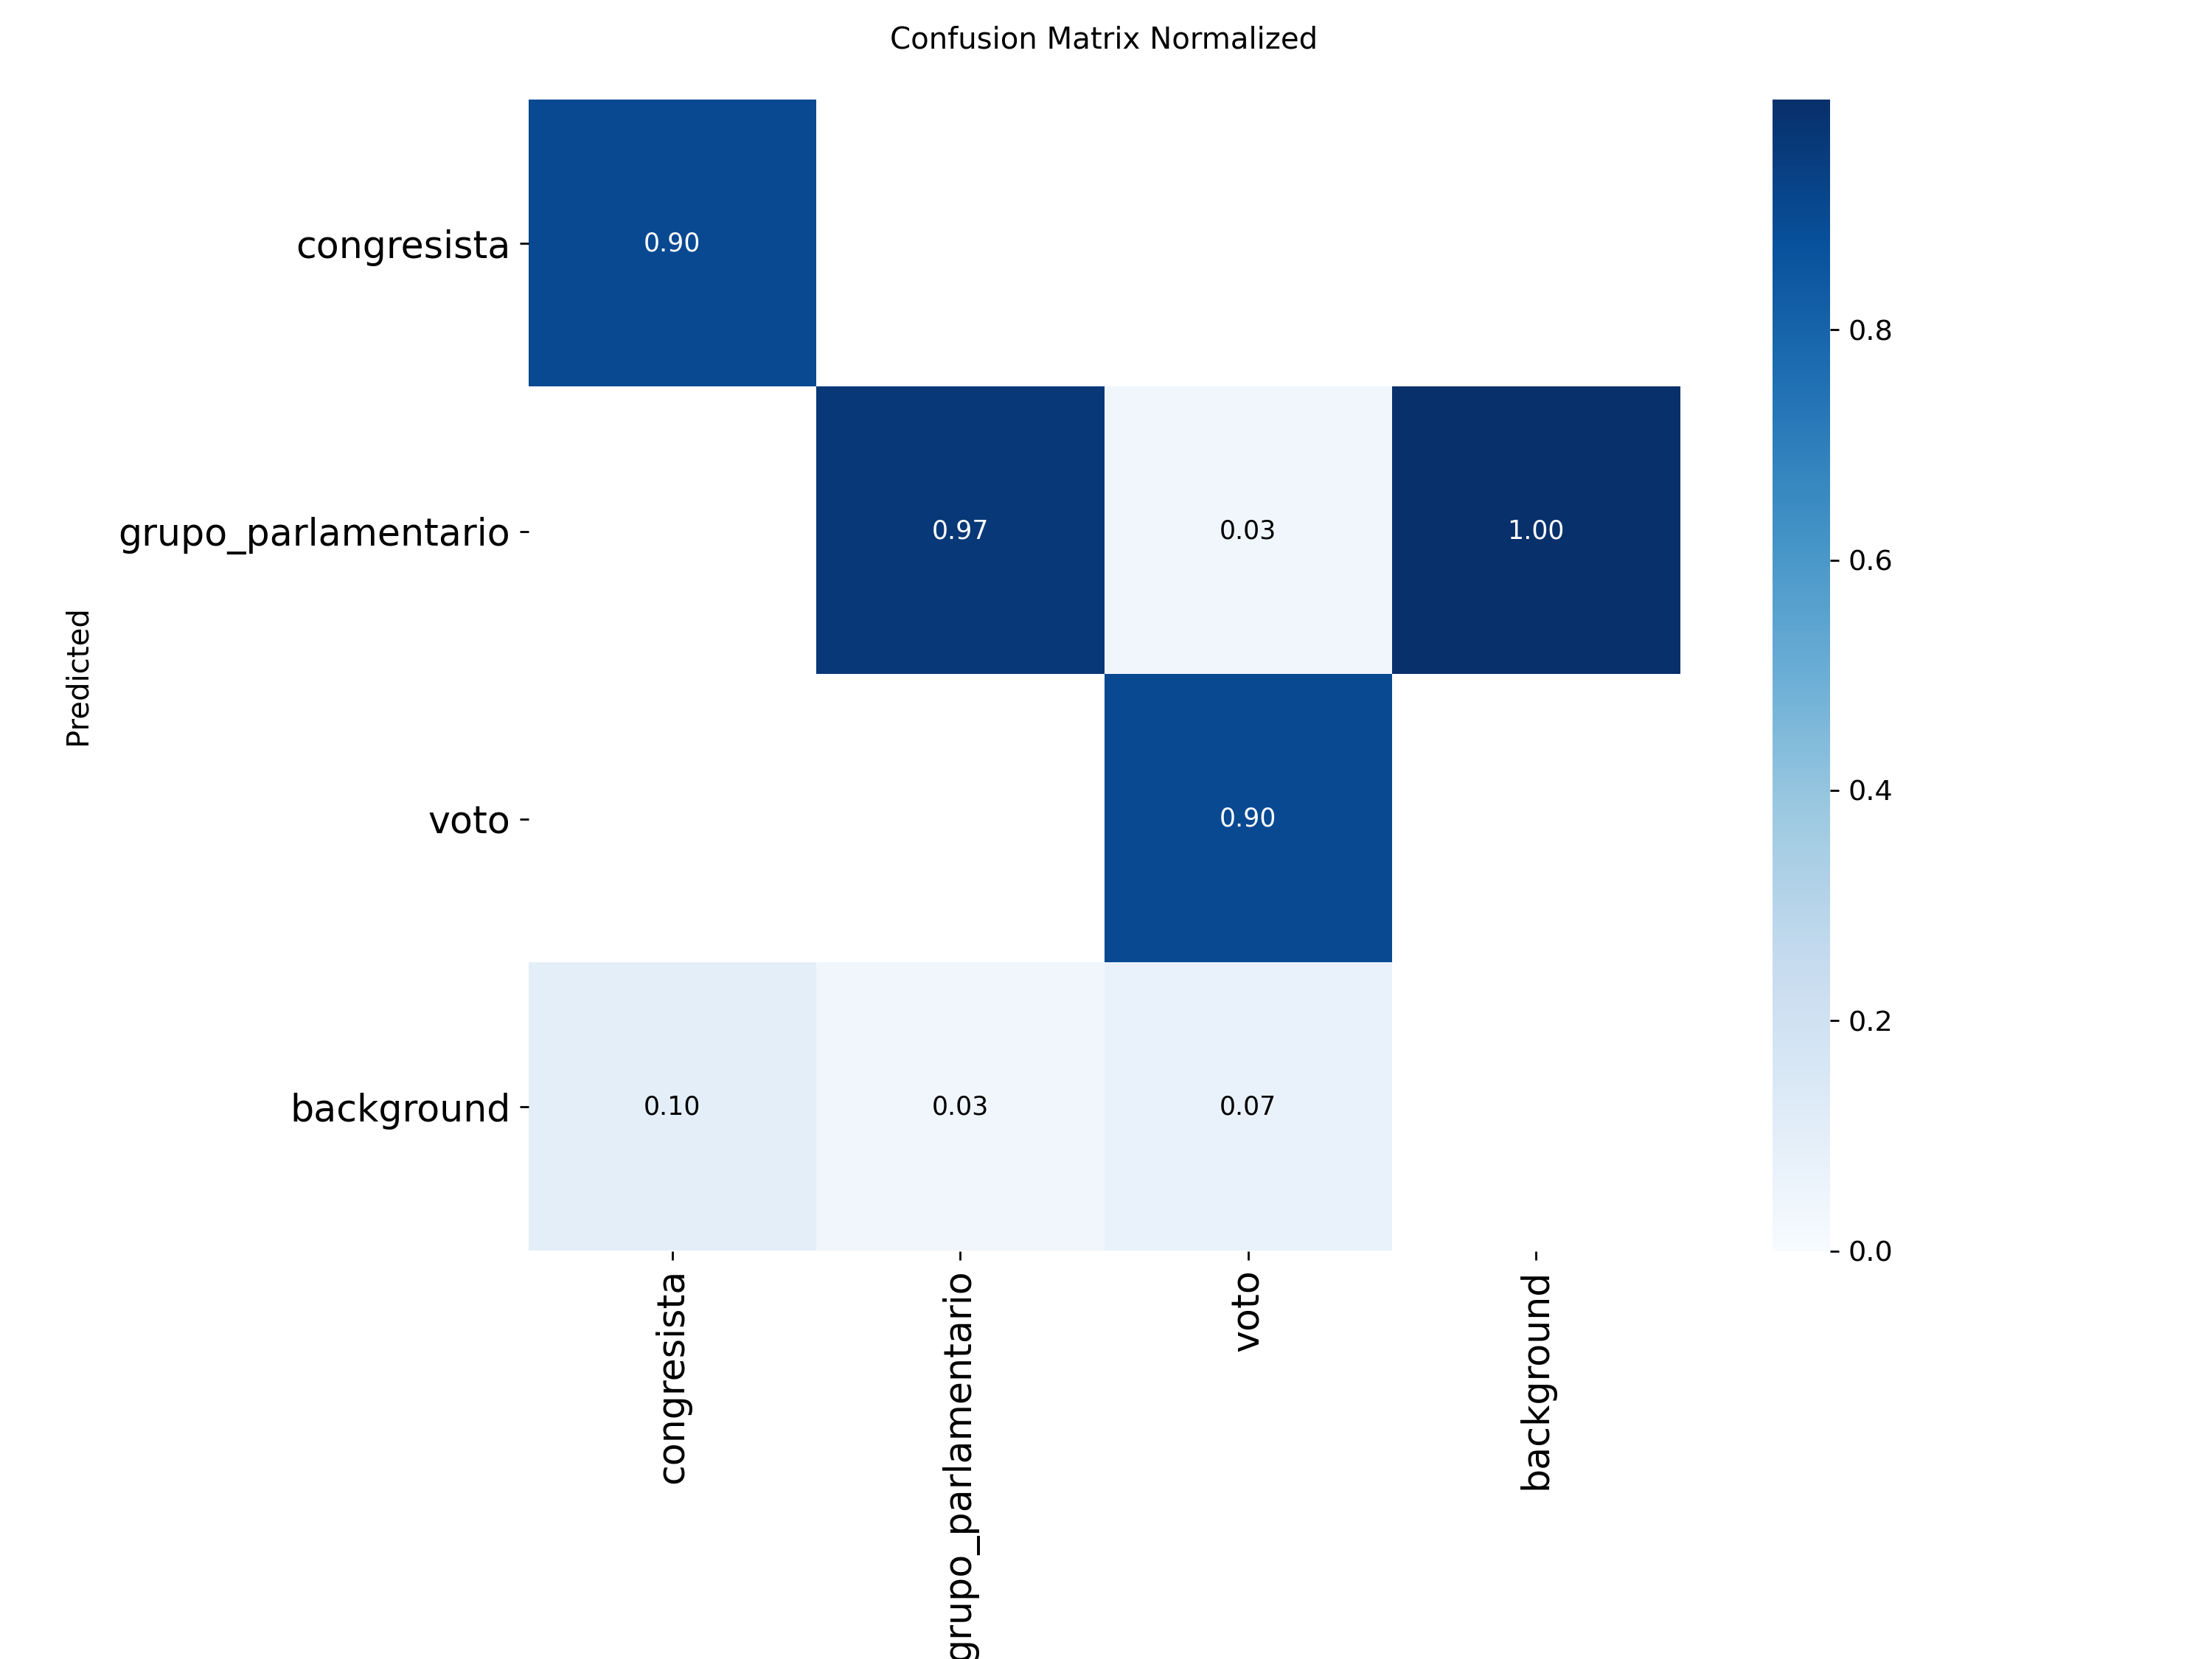 Confusion Matrix Normalized
congresista
0.90
grupo_parlamentario
0.97
0.03
1.00
voto
0.90
background
0.10
0.03
0.07
Predicted
congresista
grupo_parlamentario
voto
background
0.8
0.6
0.4
0.2
0.0